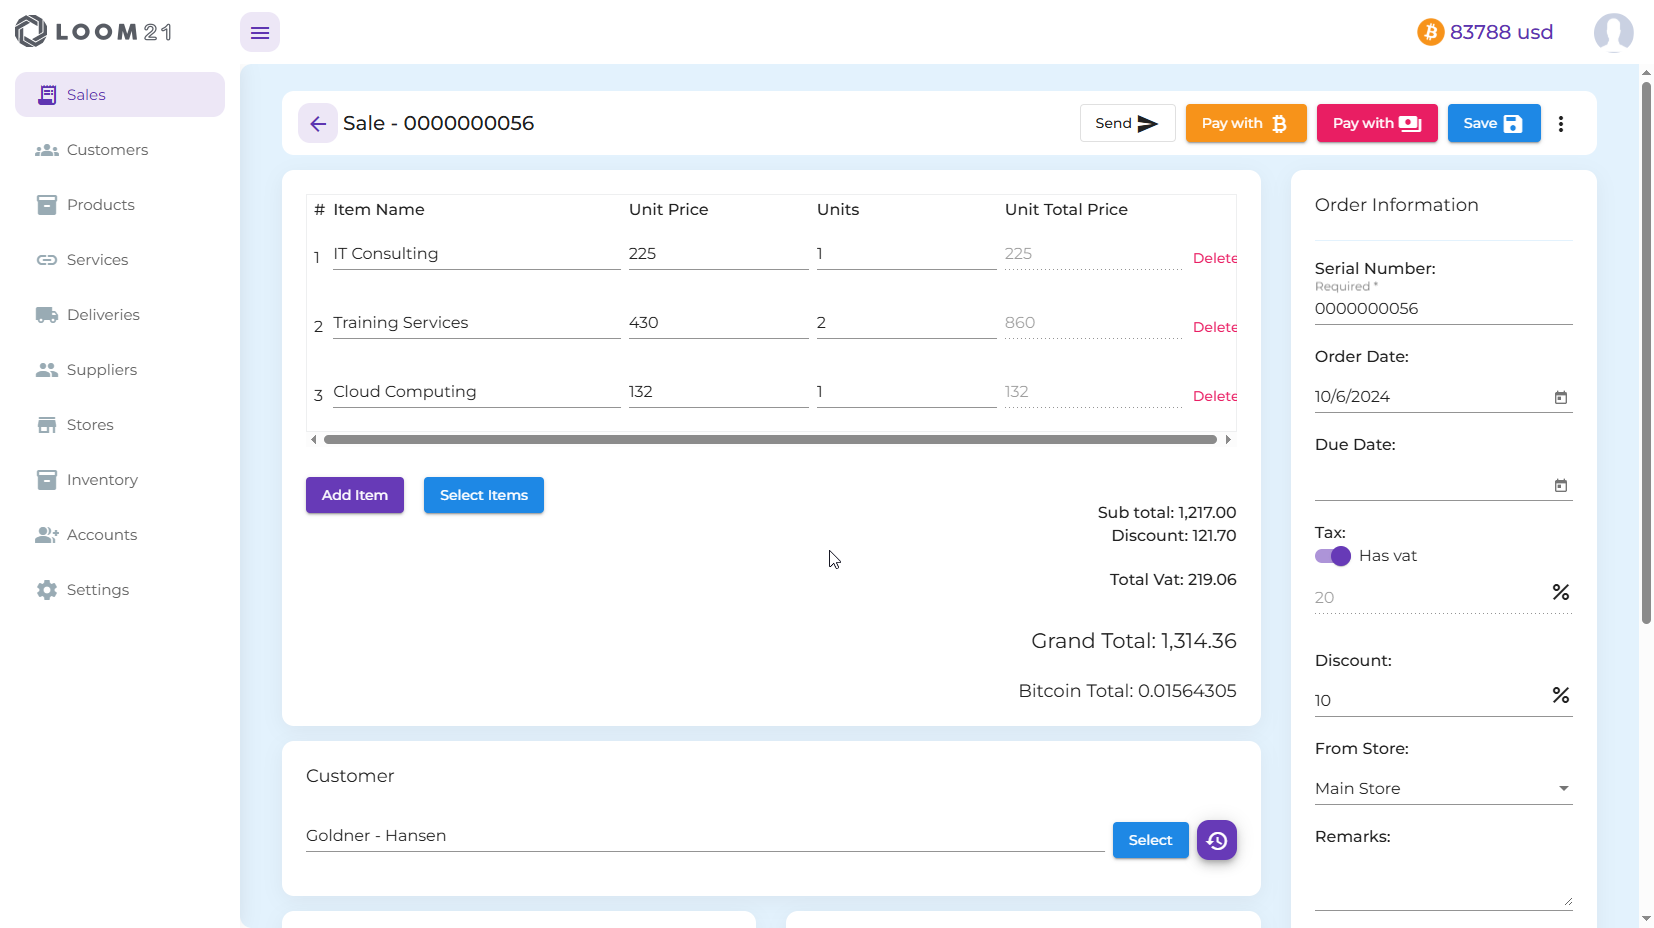 LOOM 21
83788 usd
Sales
Customers
Products
Services
Deliveries
Suppliers
Stores
Inventory
Accounts
Settings
Sale - 0000000056
Send
Pay with
Pay with
Save
# Item Name Unit Price Units Unit Total Price
1 IT Consulting 225 1 225 Delete
2 Training Services 430 2 860 Delete
3 Cloud Computing 132 1 132 Delete
Add Item
Select Items
Sub total: 1,217.00
Discount: 121.70
Total Vat: 219.06
Grand Total: 1,314.36
Bitcoin Total: 0.01564305
Customer
Goldner - Hansen
Select
Order Information
Serial Number:
Required *
0000000056
Order Date:
10/6/2024
Due Date:
Tax:
Has vat
20 %
Discount:
10 %
From Store:
Main Store
Remarks: